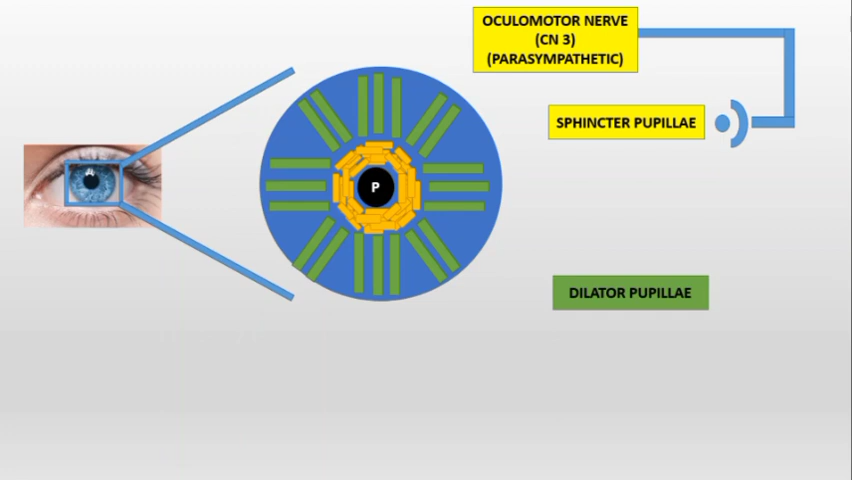 OCULOMOTOR NERVE
(CN 3)
(PARASYMPATHETIC)
SPHINCTER PUPILLAE
P
DILATOR PUPILLAE